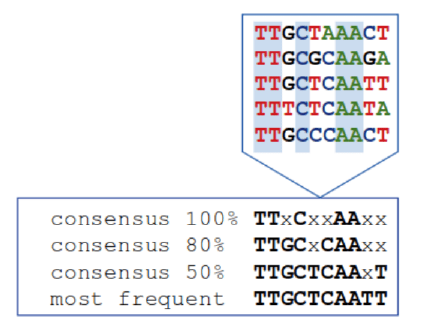 TTGCTAAACT
TTGCGCAAGA
TTGCTCAATT
TTTCTCAATA
TTGCCCAACT
consensus 100% TTxCxxAAxx
consensus 80% TTGCxCAAxx
consensus 50% TTGCTCAAxT
most frequent TTGCTCAATT